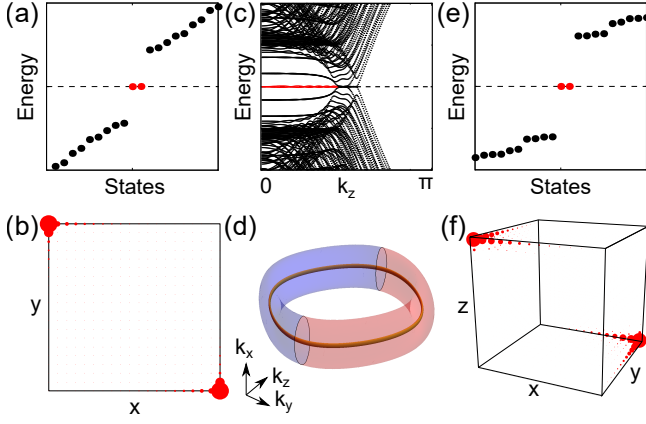 (a)
Energy
States
(c)
Energy
0
k_z
π
(e)
Energy
States
(b)
y
x
(d)
k_x
k_z
k_y
(f)
z
x
y